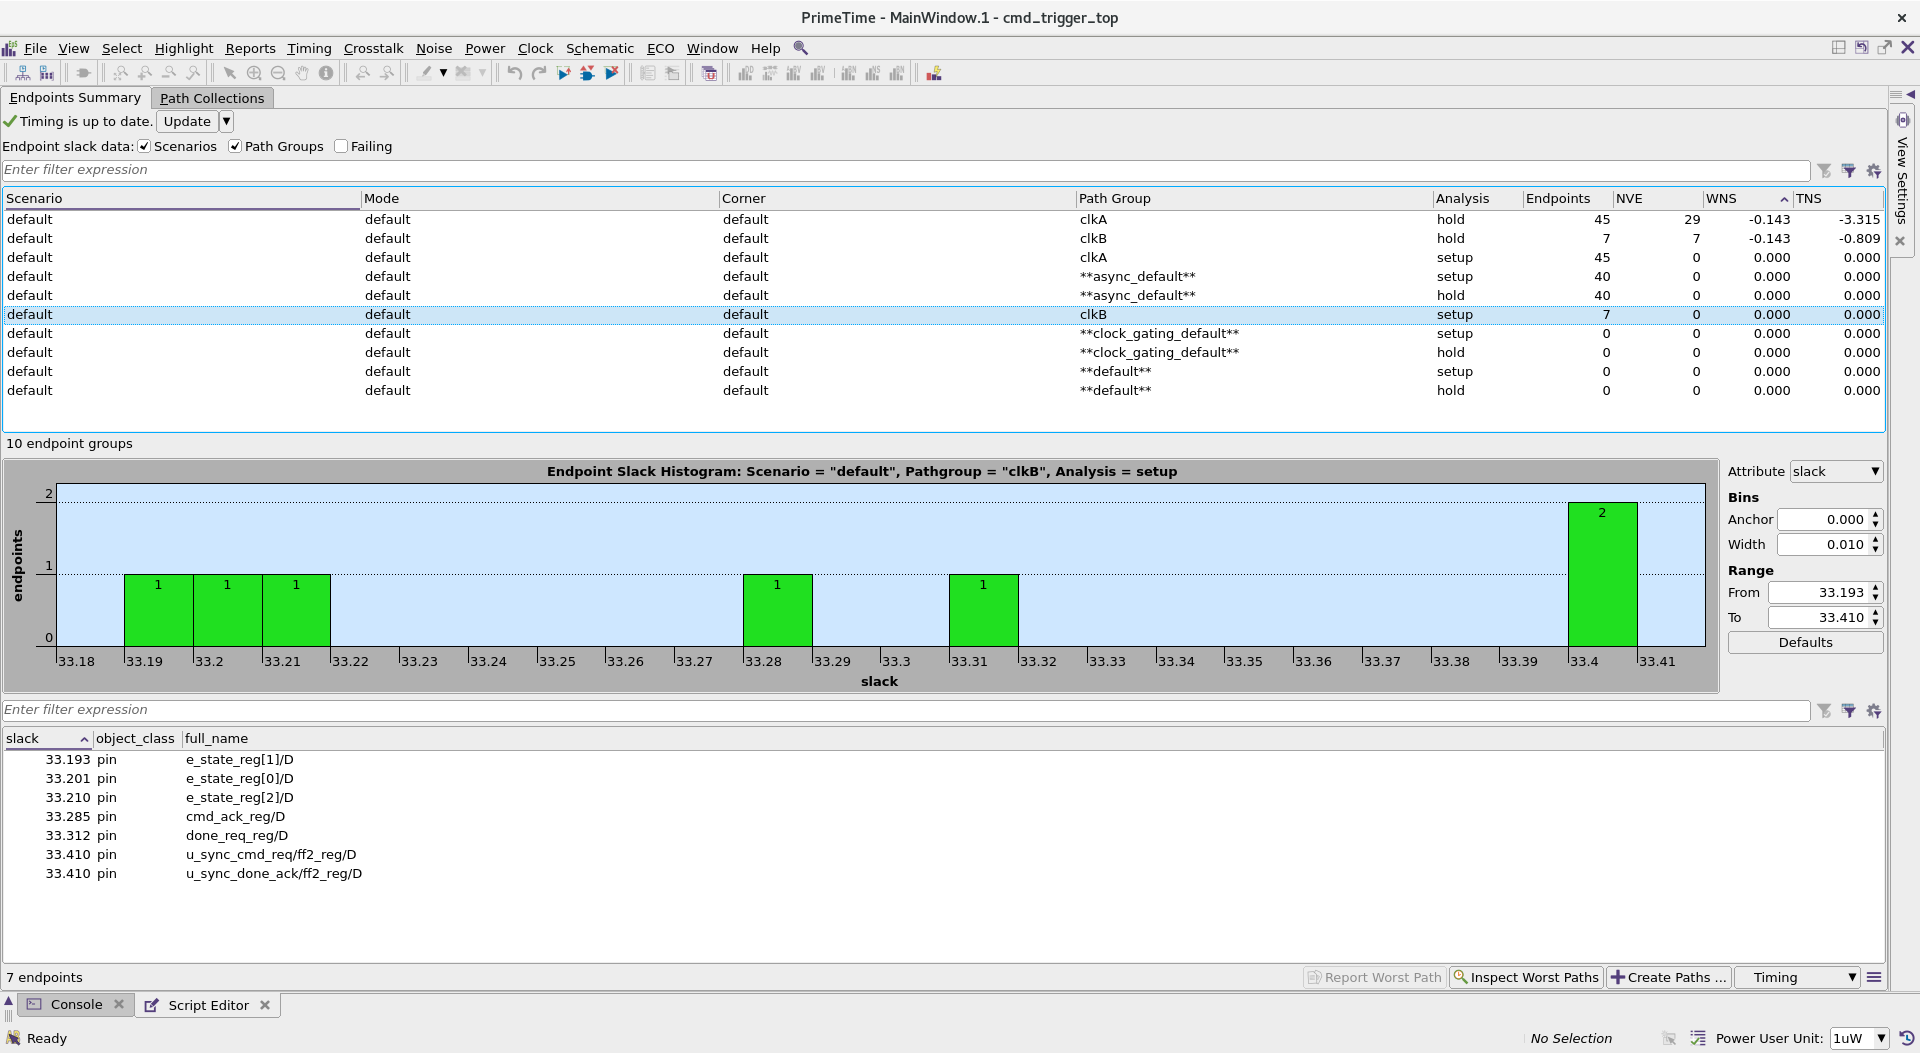 PrimeTime - MainWindow.1 - cmd_trigger_top
File View Select Highlight Reports Timing Crosstalk Noise Power Clock Schematic ECO Window Help
Endpoints Summary Path Collections
Timing is up to date. Update
Endpoint slack data: Scenarios Path Groups Failing
Enter filter expression
Scenario Mode Corner Path Group Analysis Endpoints NVE WNS TNS
default default default clkA hold 45 29 -0.143 -3.315
default default default clkB hold 7 7 -0.143 -0.809
default default default clkA setup 45 0 0.000 0.000
default default default **async_default** setup 40 0 0.000 0.000
default default default **async_default** hold 40 0 0.000 0.000
default default default clkB setup 7 0 0.000 0.000
default default default **clock_gating_default** setup 0 0 0.000 0.000
default default default **clock_gating_default** hold 0 0 0.000 0.000
default default default **default** setup 0 0 0.000 0.000
default default default **default** hold 0 0 0.000 0.000
10 endpoint groups
View Settings
Endpoint Slack Histogram: Scenario = "default", Pathgroup = "clkB", Analysis = setup
endpoints
2
1
0
1 1 1 1 1 2
33.18 33.19 33.2 33.21 33.22 33.23 33.24 33.25 33.26 33.27 33.28 33.29 33.3 33.31 33.32 33.33 33.34 33.35 33.36 33.37 33.38 33.39 33.4 33.41
slack
Attribute slack
Bins
Anchor 0.000
Width 0.010
Range
From 33.193
To 33.410
Defaults
Enter filter expression
slack object_class full_name
33.193 pin e_state_reg[1]/D
33.201 pin e_state_reg[0]/D
33.210 pin e_state_reg[2]/D
33.285 pin cmd_ack_reg/D
33.312 pin done_req_reg/D
33.410 pin u_sync_cmd_req/ff2_reg/D
33.410 pin u_sync_done_ack/ff2_reg/D
7 endpoints Report Worst Path Inspect Worst Paths Create Paths ... Timing
Console Script Editor
Ready No Selection Power User Unit: 1uW